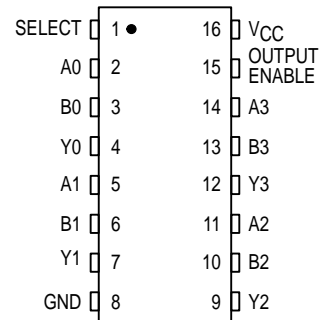 SELECT 1 16 VCC
A0 2 15 OUTPUT ENABLE
B0 3 14 A3
Y0 4 13 B3
A1 5 12 Y3
B1 6 11 A2
Y1 7 10 B2
GND 8 9 Y2